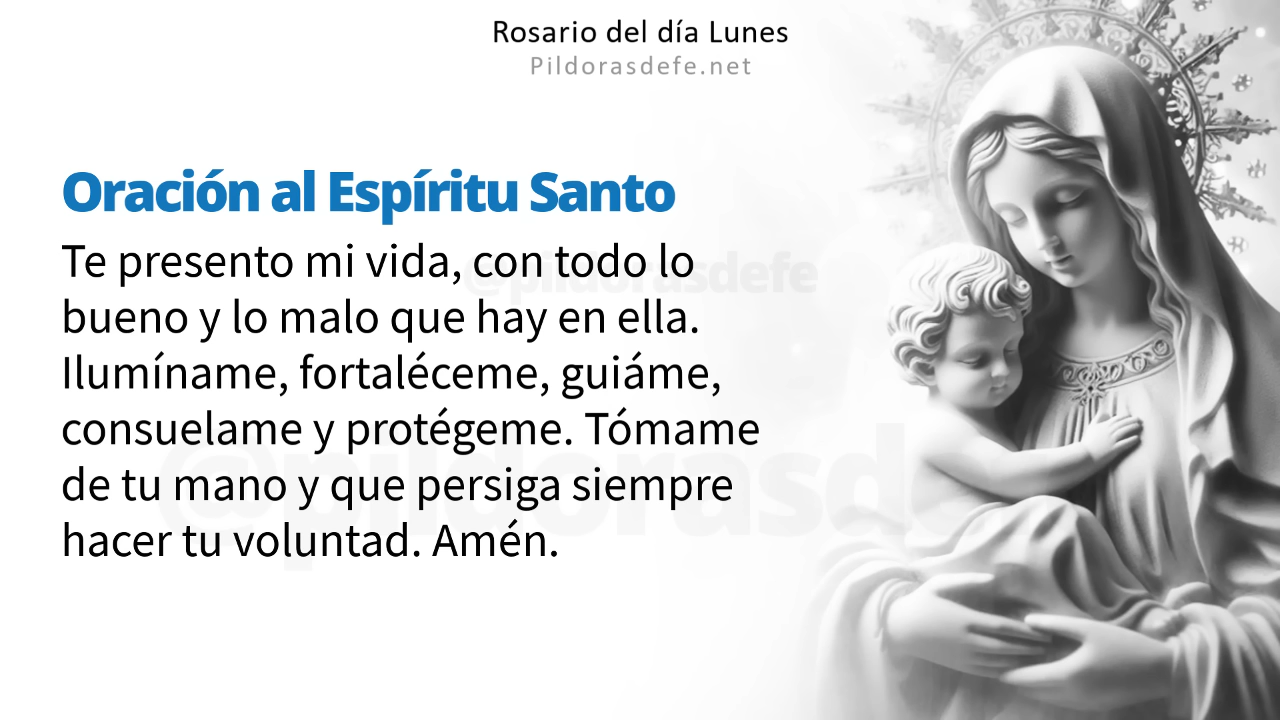 Rosario del día Lunes
Pildorasdefe.net
Oración al Espíritu Santo
Te presento mi vida, con todo lo
bueno y lo malo que hay en ella.
Ilumíname, fortaléceme, guiáme,
consuelame y protégeme. Tómame
de tu mano y que persiga siempre
hacer tu voluntad. Amén.
@pildorasdefe
@pildorasde